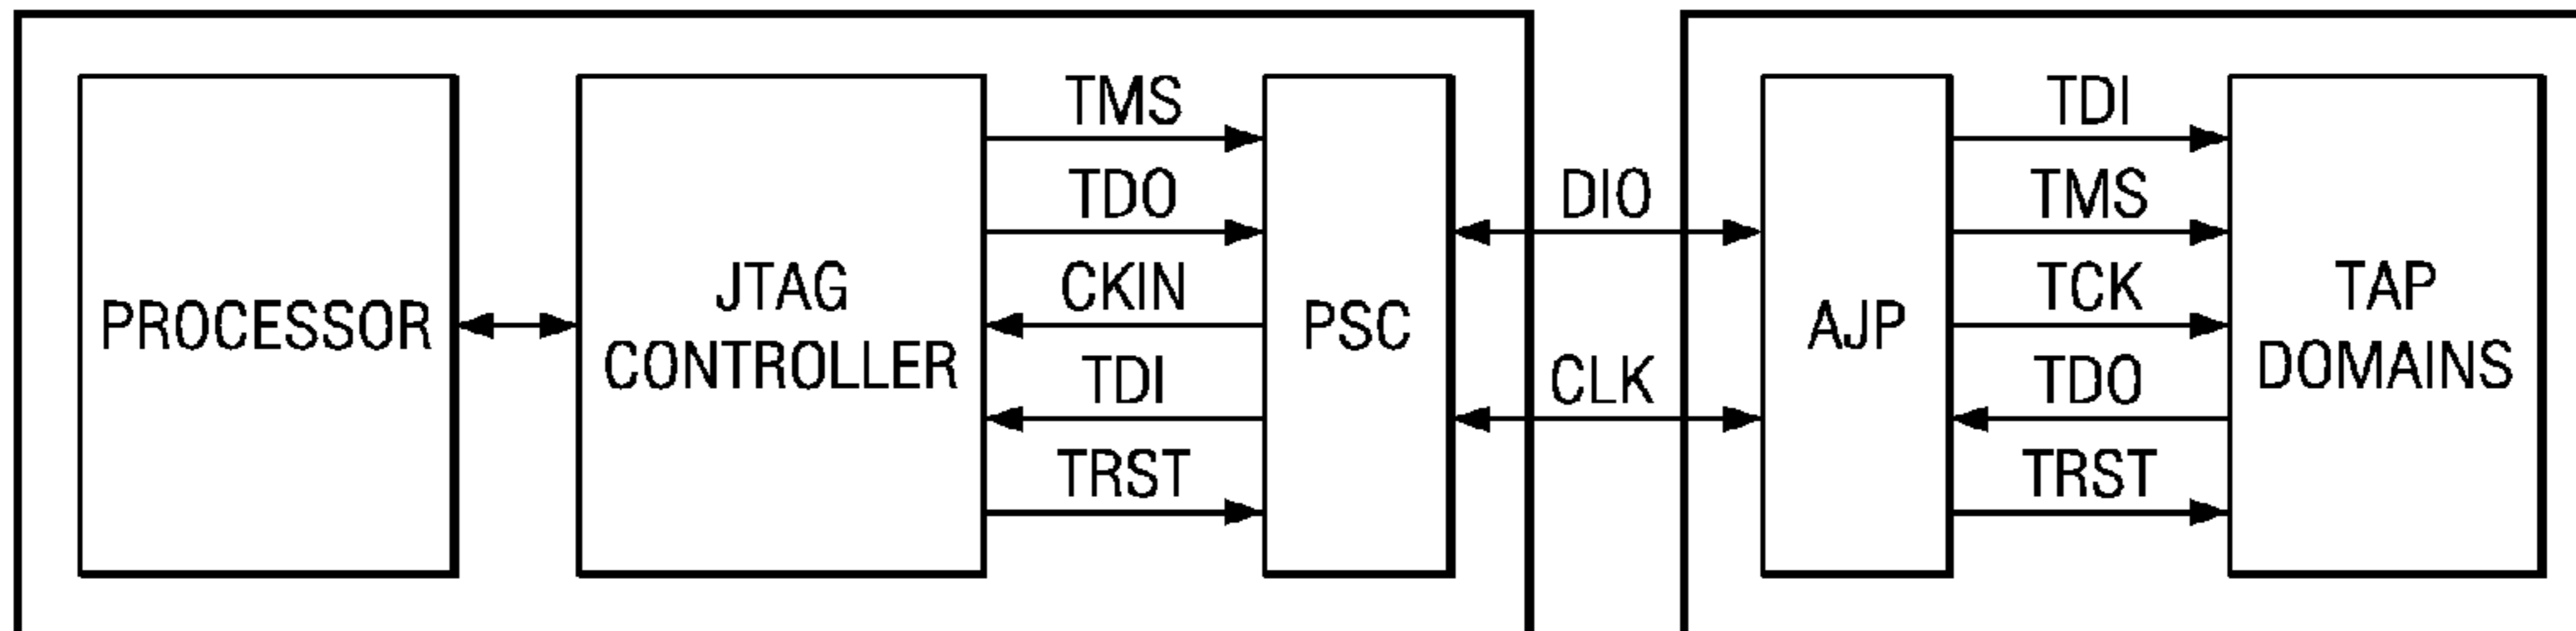 PROCESSOR
JTAG
CONTROLLER
TMS
TDO
CKIN
TDI
TRST
PSC
DIO
CLK
AJP
TDI
TMS
TCK
TDO
TRST
TAP
DOMAINS